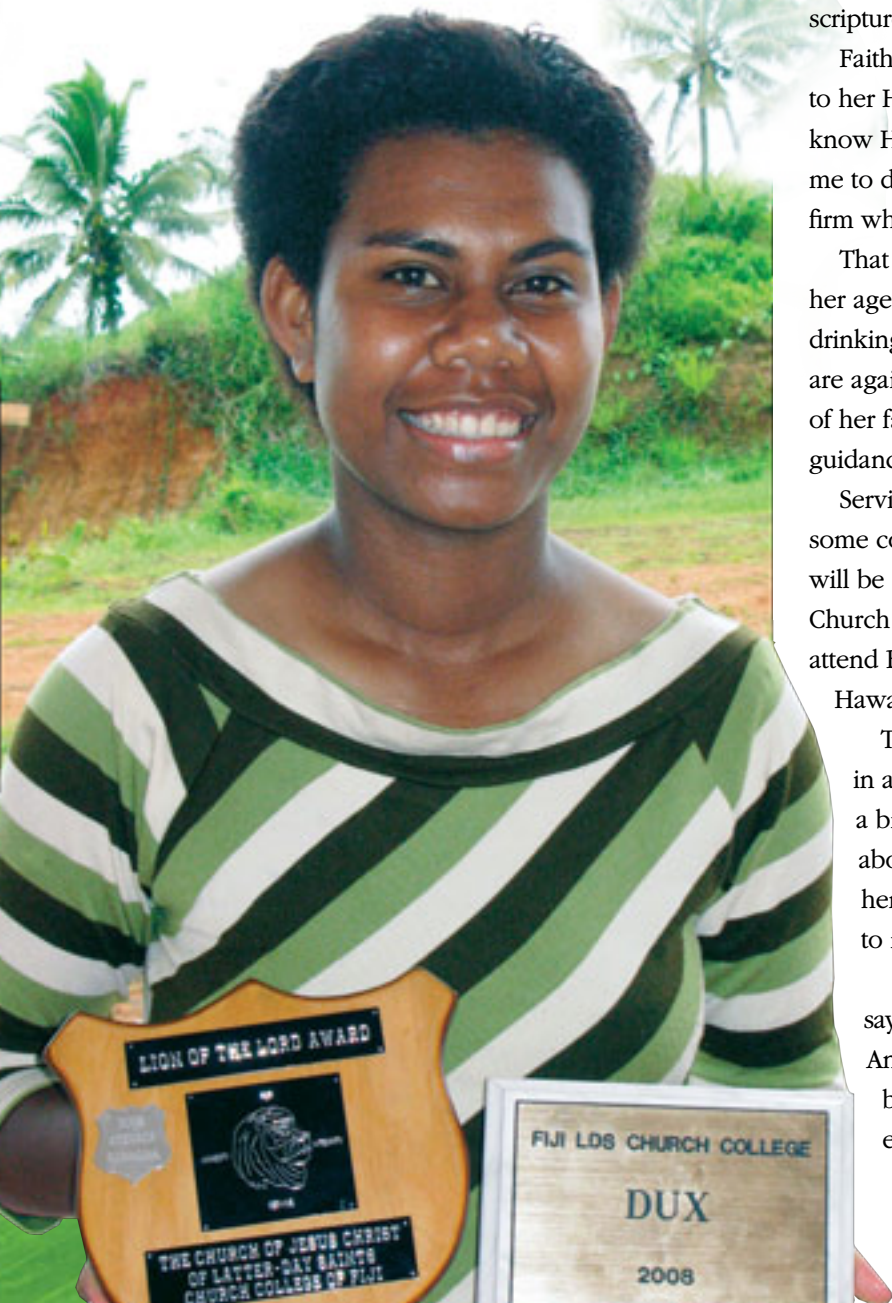 LION OF THE LORD AWARD
THE CHURCH OF JESUS CHRIST
OF LATTER-DAY SAINTS
CHURCH COLLEGE OF FIJI
FIJI LDS CHURCH COLLEGE
DUX
2008
scriptur
Faith
to her H
know H
me to d
firm wh
That
her age
drinking
are agai
of her f
guidanc
Servi
some co
will be
Church
attend
Hawa
T
in a
a b
abo
her
to
say
An
b
e